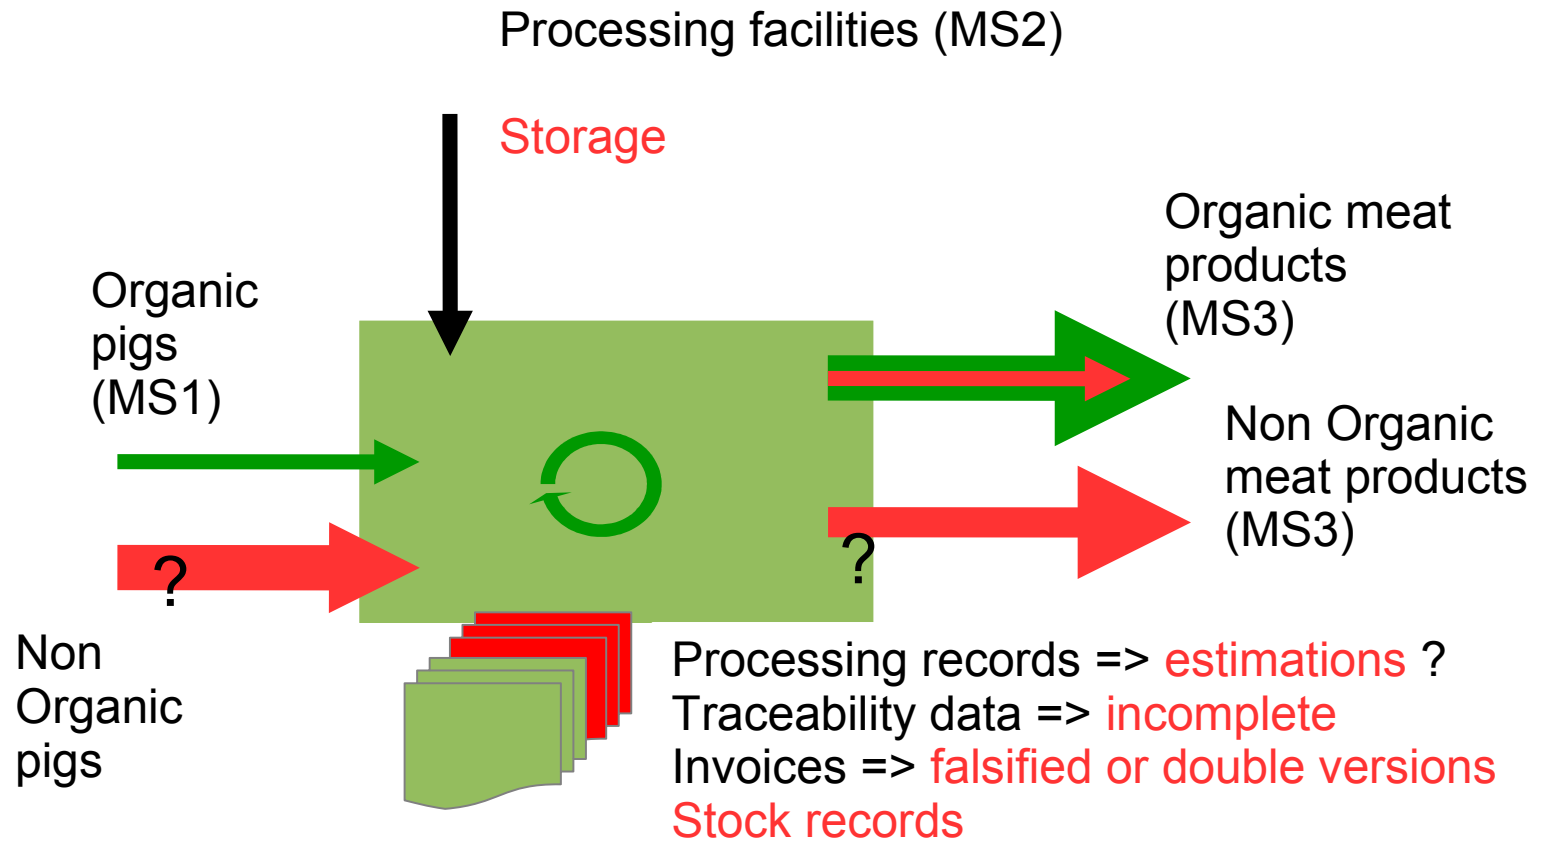 Processing facilities (MS2)
Storage
Organic meat
products
(MS3)
Organic
pigs
(MS1)
Non Organic
meat products
(MS3)
?
?
Non
Organic
pigs
Processing records => estimations ?
Traceability data => incomplete
Invoices => falsified or double versions
Stock records